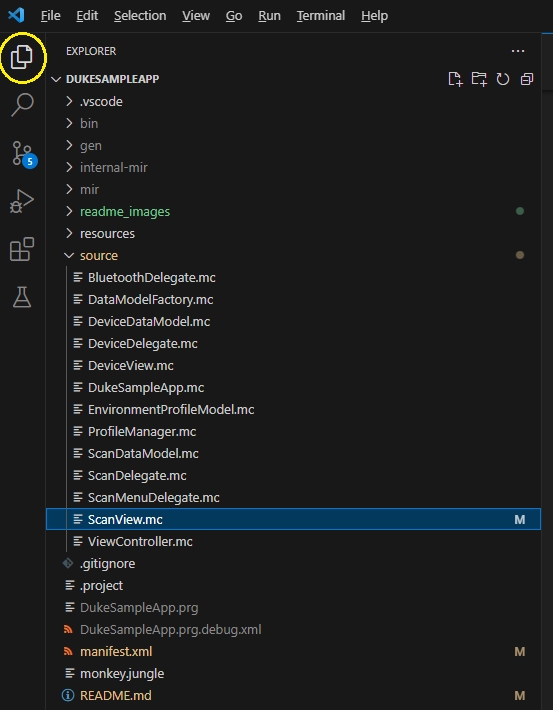 File Edit View Go Run Terminal Help
EXPLORER
DUKESAMPLEAPP
.vscode
bin
gen
internal-mir
mir
readme_images
resources
source
BluetoothDelegate.mc
DataModelFactory.mc
DeviceDataModel.mc
DeviceDelegate.mc
DeviceView.mc
DukeSampleApp.mc
EnvironmentProfileModel.mc
ProfileManager.mc
ScanDataModel.mc
ScanDelegate.mc
ScanMenuDelegate.mc
ScanView.mc M
ViewController.mc
.gitignore
.project
DukeSampleApp.prg
DukeSampleApp.prg.debug.xml
manifest.xml M
monkey.jungle
README.md M
5